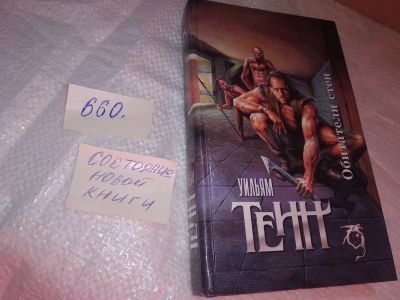 660.
СОСТОЯНИЕ
НОВОЙ
КНИГИ
УИЛЬЯМ
ТЕНН
Обитатели стен